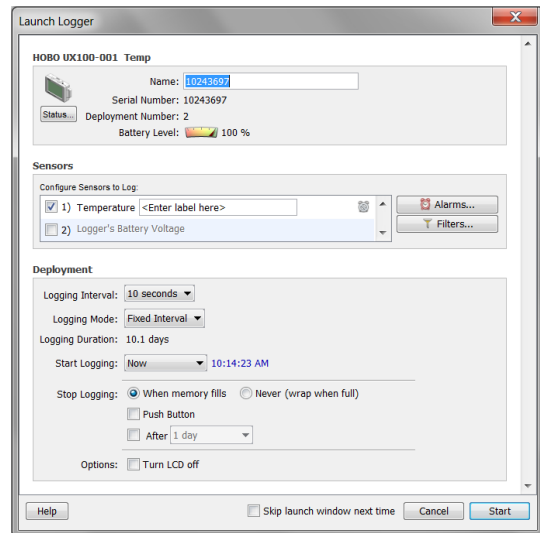 Launch Logger
HOBO UX100-001 Temp
Name: 10243697
Serial Number: 10243697
Status... Deployment Number: 2
Battery Level: 100 %
Sensors
Configure Sensors to Log:
1) Temperature <Enter label here> Alarms...
2) Logger's Battery Voltage Filters...
Deployment
Logging Interval: 10 seconds
Logging Mode: Fixed Interval
Logging Duration: 10.1 days
Start Logging: Now 10:14:23 AM
Stop Logging: When memory fills Never (wrap when full)
Push Button
After 1 day
Options: Turn LCD off
Help Skip launch window next time Cancel Start